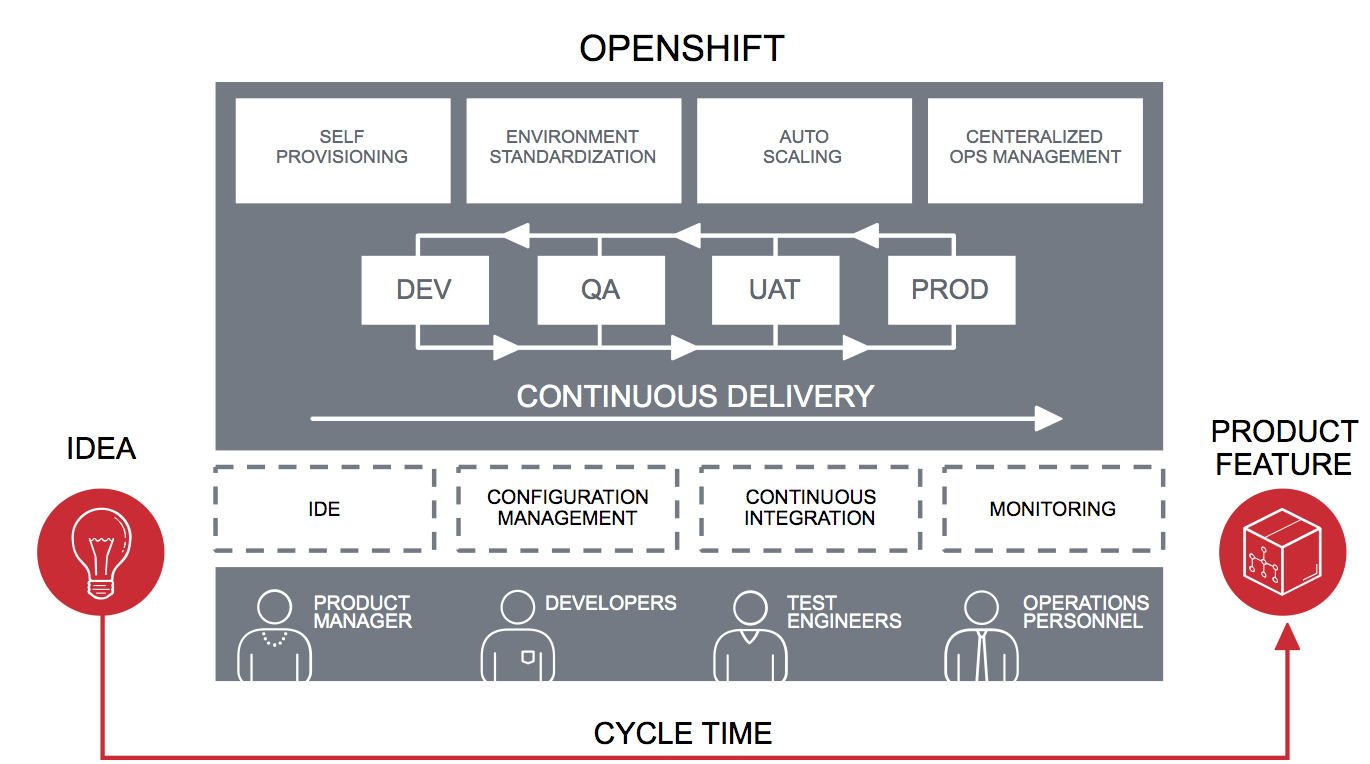 OPENSHIFT
SELF
PROVISIONING
ENVIRONMENT
STANDARDIZATION
AUTO
SCALING
CENTERALIZED
OPS MANAGEMENT
DEV
QA
UAT
PROD
CONTINUOUS DELIVERY
IDEA
PRODUCT
FEATURE
IDE
CONFIGURATION
MANAGEMENT
CONTINUOUS
INTEGRATION
MONITORING
PRODUCT
MANAGER
DEVELOPERS
TEST
ENGINEERS
OPERATIONS
PERSONNEL
CYCLE TIME